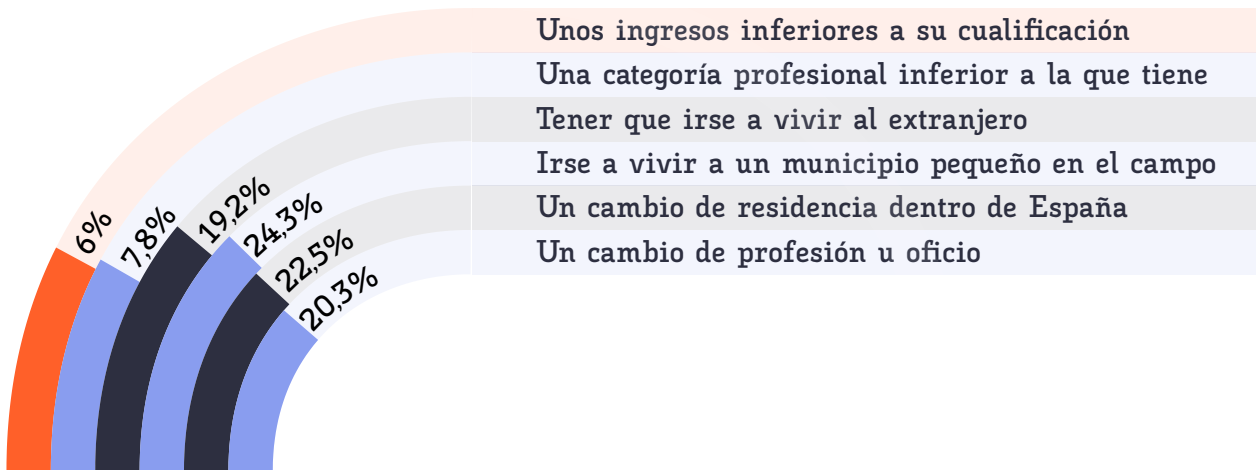 Unos ingresos inferiores a su cualificación
Una categoría profesional inferior a la que tiene
Tener que irse a vivir al extranjero
Irse a vivir a un municipio pequeño en el campo
Un cambio de residencia dentro de España
Un cambio de profesión u oficio
6%
7,8%
19,2%
24,3%
22,5%
20,3%